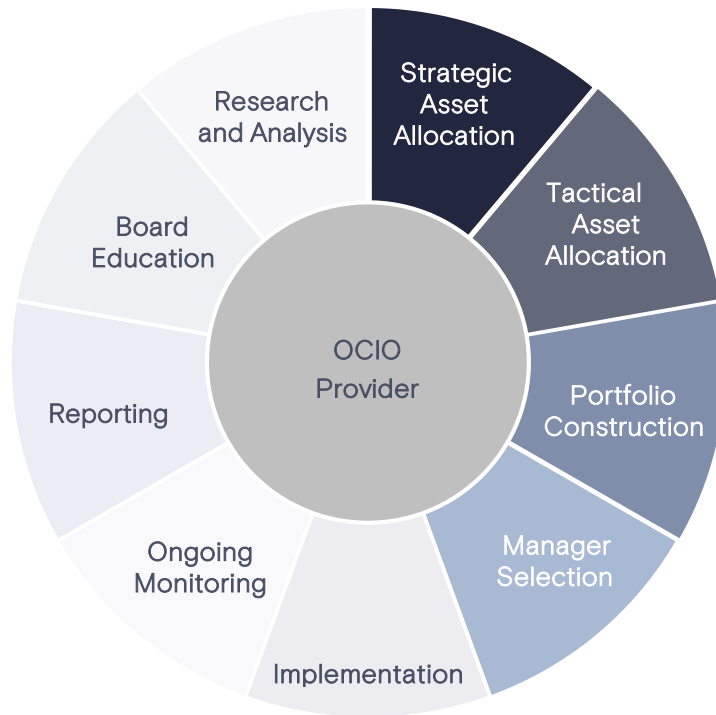 Strategic
Asset
Allocation
Tactical
Asset
Allocation
Portfolio
Construction
Manager
Selection
Implementation
Ongoing
Monitoring
Reporting
Board
Education
Research
and Analysis
OCIO
Provider